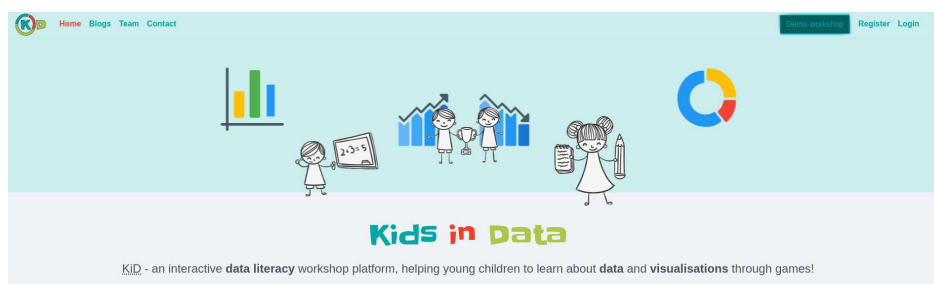 KiD Home Blogs Team Contact Demo workshop Register Login
2+3=5
Kids in Data
KiD - an interactive data literacy workshop platform, helping young children to learn about data and visualisations through games!